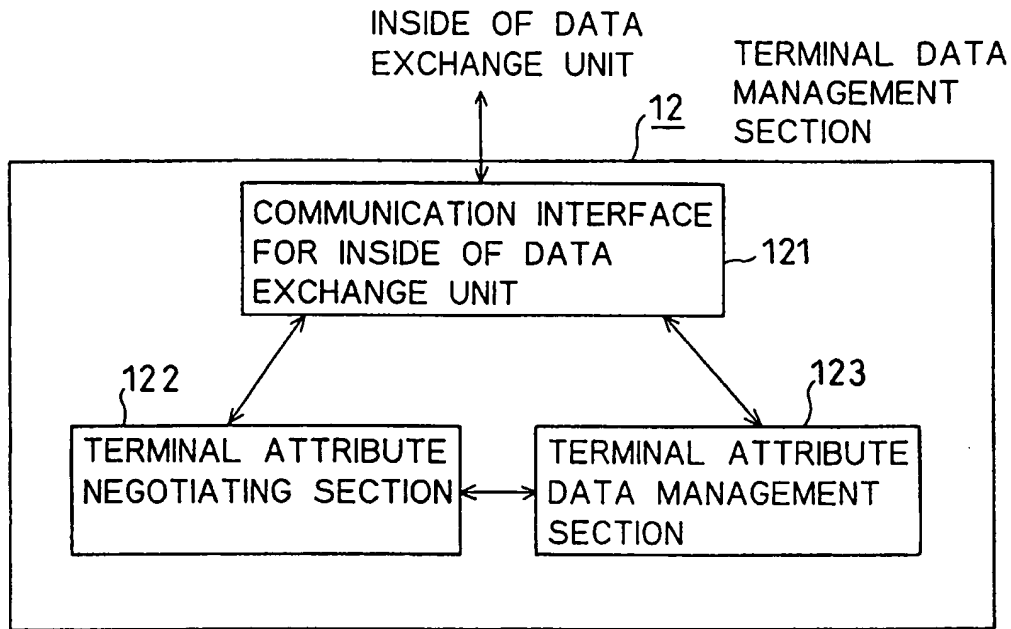 INSIDE OF DATA
EXCHANGE UNIT
TERMINAL DATA
MANAGEMENT
SECTION
12
COMMUNICATION INTERFACE
FOR INSIDE OF DATA
EXCHANGE UNIT
121
122
TERMINAL ATTRIBUTE
NEGOTIATING SECTION
123
TERMINAL ATTRIBUTE
DATA MANAGEMENT
SECTION